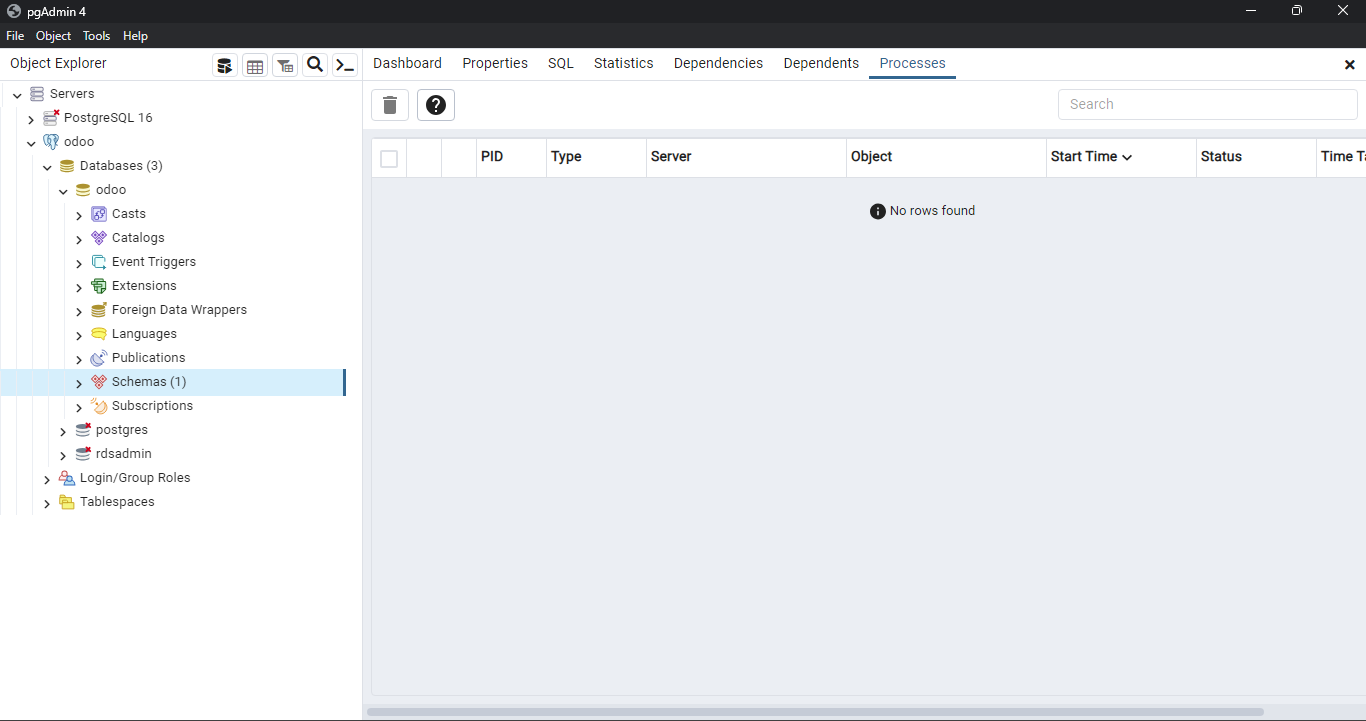 pgAdmin 4
File Object Tools Help
Object Explorer
Dashboard Properties SQL Statistics Dependencies Dependents Processes
Servers
PostgreSQL 16
odoo
Databases (3)
odoo
Casts
Catalogs
Event Triggers
Extensions
Foreign Data Wrappers
Languages
Publications
Schemas (1)
Subscriptions
postgres
rdsadmin
Login/Group Roles
Tablespaces
Search
PID Type Server Object Start Time Status Time Ta
No rows found